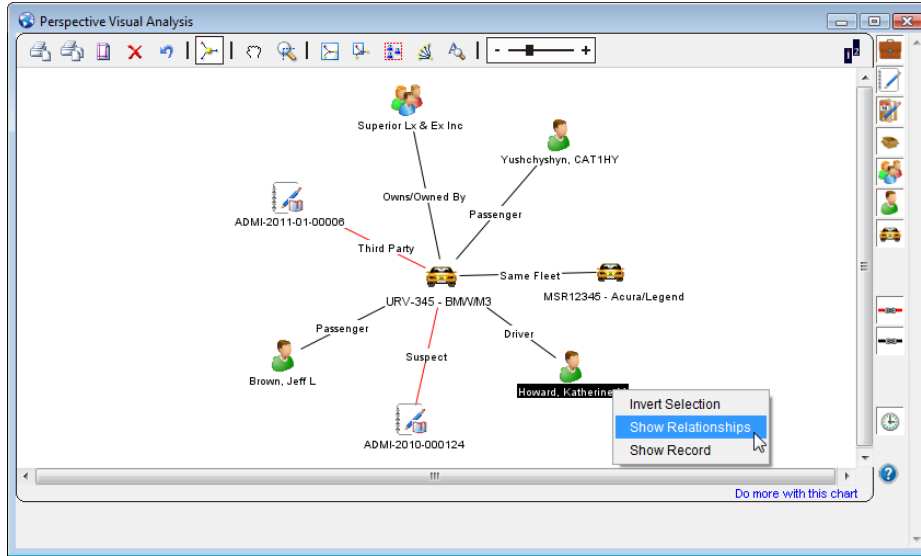 Perspective Visual Analysis
- +
1 2
Superior Lx & Ex Inc
Yushchyshyn, CAT1HY
Owns/Owned By
Passenger
ADMI-2011-01-00006
Third Party
Same Fleet
MSR12345 - Acura/Legend
URV-345 - BMW/M3
Passenger
Driver
Suspect
Brown, Jeff L
Howard, Katherine
Invert Selection
Show Relationships
Show Record
ADMI-2010-000124
Do more with this chart